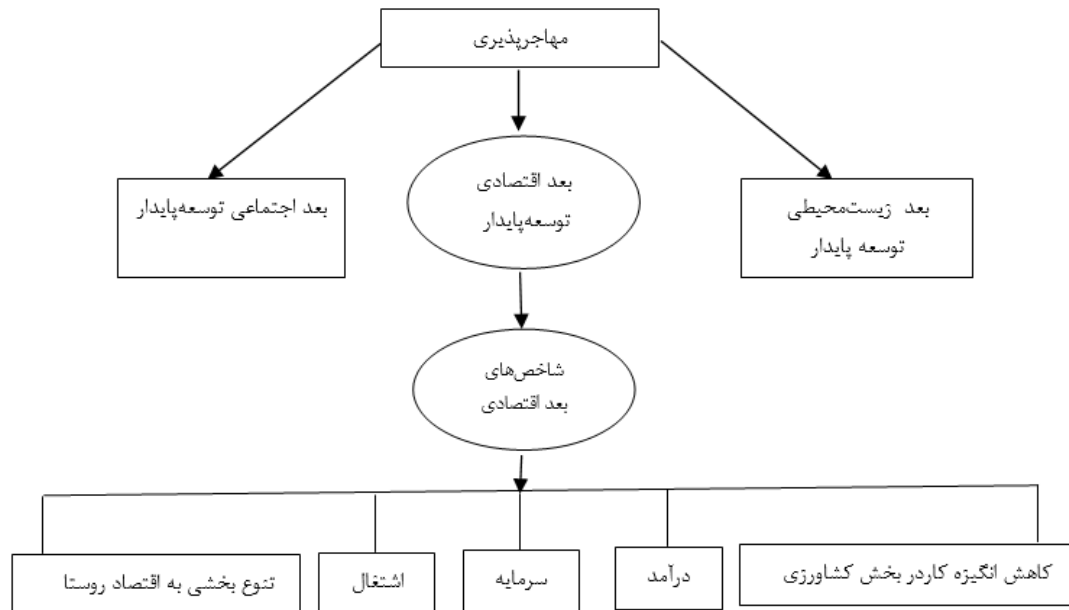 مهاجرپذیری
بعد زیست‌محیطی
توسعه پایدار
بعد اقتصادی
توسعه‌پایدار
بعد اجتماعی توسعه‌پایدار
شاخص‌های
بعد اقتصادی
کاهش انگیزه کاردر بخش کشاورزی
درآمد
سرمایه
اشتغال
تنوع بخشی به اقتصاد روستا